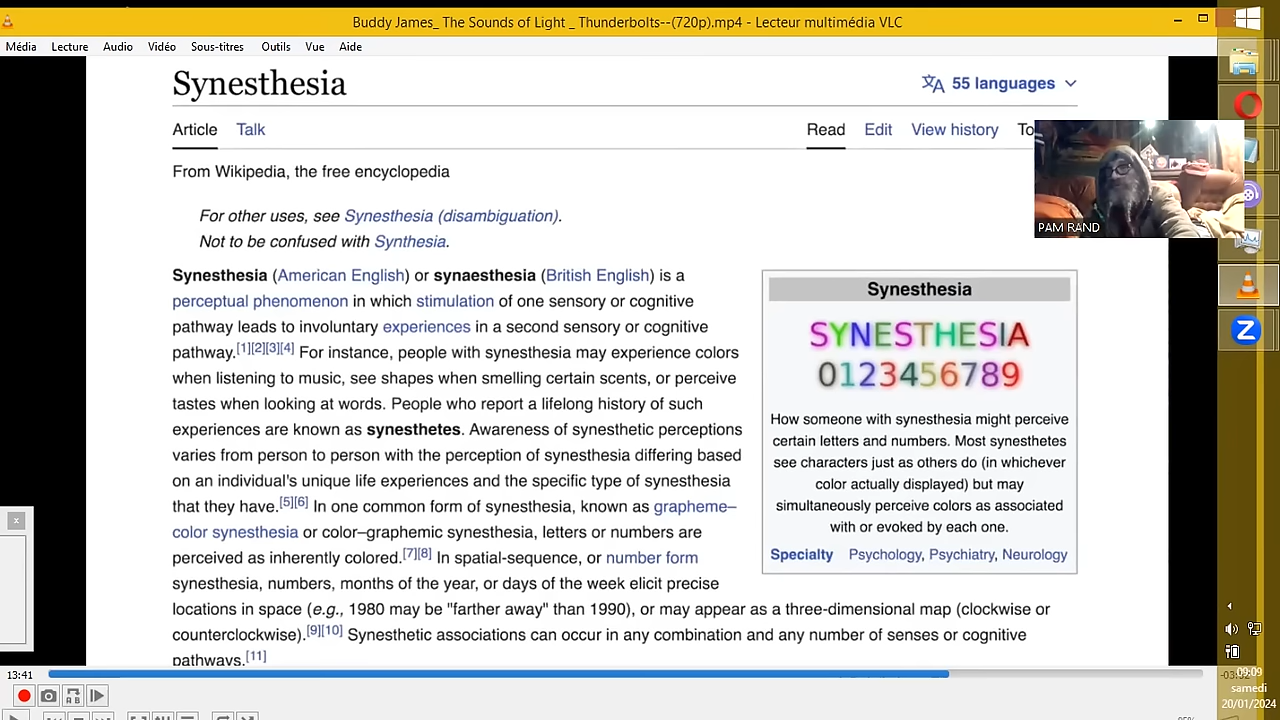 Buddy James_ The Sounds of Light _ Thunderbolts--(720p).mp4 - Lecteur multimédia VLC
Média Lecture Audio Vidéo Sous-titres Outils Vue Aide
Synesthesia
55 languages
Article Talk
Read Edit View history To
From Wikipedia, the free encyclopedia
For other uses, see Synesthesia (disambiguation).
Not to be confused with Synthesia.
Synesthesia (American English) or synaesthesia (British English) is a
perceptual phenomenon in which stimulation of one sensory or cognitive
pathway leads to involuntary experiences in a second sensory or cognitive
pathway.[1][2][3][4] For instance, people with synesthesia may experience colors
when listening to music, see shapes when smelling certain scents, or perceive
tastes when looking at words. People who report a lifelong history of such
experiences are known as synesthetes. Awareness of synesthetic perceptions
varies from person to person with the perception of synesthesia differing based
on an individual's unique life experiences and the specific type of synesthesia
that they have.[5][6] In one common form of synesthesia, known as grapheme–
color synesthesia or color–graphemic synesthesia, letters or numbers are
perceived as inherently colored.[7][8] In spatial-sequence, or number form
synesthesia, numbers, months of the year, or days of the week elicit precise
locations in space (e.g., 1980 may be "farther away" than 1990), or may appear as a three-dimensional map (clockwise or
counterclockwise).[9][10] Synesthetic associations can occur in any combination and any number of senses or cognitive
pathways.[11]
Synesthesia
SYNESTHESIA
0123456789
How someone with synesthesia might perceive
certain letters and numbers. Most synesthetes
see characters just as others do (in whichever
color actually displayed) but may
simultaneously perceive colors as associated
with or evoked by each one.
Specialty Psychology, Psychiatry, Neurology
PAM RAND
Z
13:41
09:09
samedi
20/01/2024